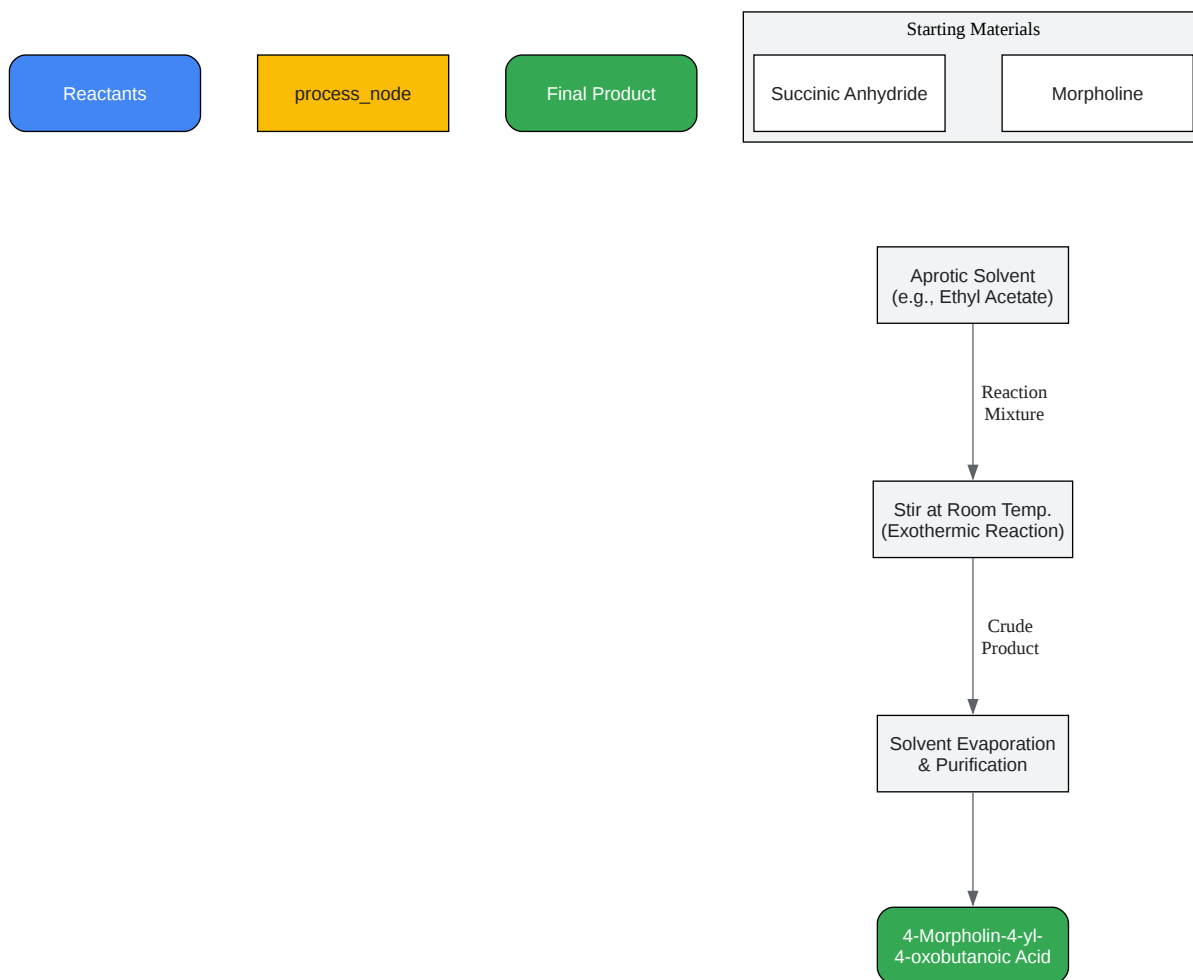 Starting Materials
Reactants
process_node
Final Product
Succinic Anhydride
Morpholine
Aprotic Solvent
(e.g., Ethyl Acetate)
Reaction
Mixture
Stir at Room Temp.
(Exothermic Reaction)
Crude
Product
Solvent Evaporation
& Purification
4-Morpholin-4-yl-
4-oxobutanoic Acid